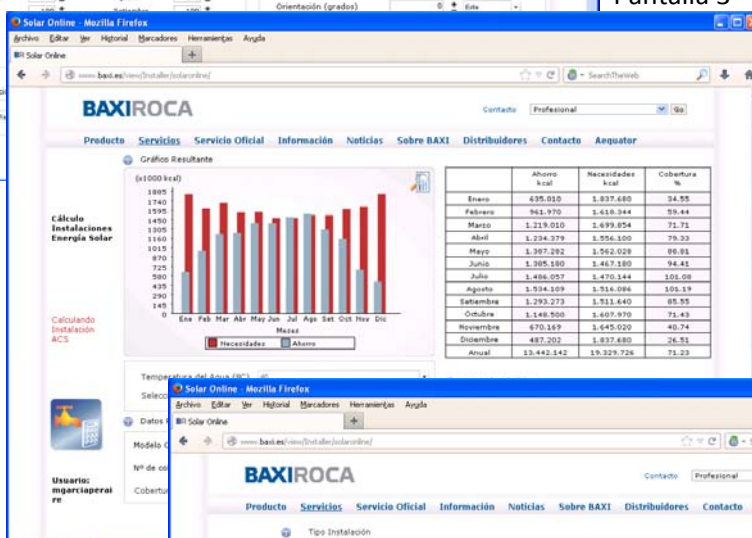 Orientación (grados) 0 Este
Pantalla 3
Solar Online - Mozilla Firefox
Archivo Editar Ver Historial Marcadores Herramientas Ayuda
BR Solar Online
www.baxi.es/view/Installer/solaronline/
SearchTheWeb
BAXIROCA
Contacto Profesional Go
Producto Servicios Servicio Oficial Información Noticias Sobre BAXI Distribuidores Contacto Aequator
Gráfico Resultante
(x1000 kcal)
1885
1740
1595
1450
1305
1160
1015
870
725
580
435
290
145
0
Ene Feb Mar Abr May Jun Jul Ago Set Oct Nov Dic
Meses
Necesidades Ahorro
Ahorro kcal Necesidades kcal Cobertura %
Enero 635.010 1.837.680 34.55
Febrero 961.970 1.618.344 59.44
Marzo 1.219.010 1.699.854 71.71
Abril 1.234.379 1.556.100 79.33
Mayo 1.387.282 1.562.028 88.81
Junio 1.385.180 1.467.180 94.41
Julio 1.486.057 1.470.144 101.08
Agosto 1.534.109 1.516.086 101.19
Setiembre 1.293.273 1.511.640 85.55
Octubre 1.148.500 1.607.970 71.43
Noviembre 670.169 1.645.020 40.74
Diciembre 487.202 1.837.680 26.51
Anual 13.442.142 19.329.726 71.23
Cálculo
Instalaciones
Energía Solar
Calculando
Instalación
ACS
Temperatura del Agua (ºC)
Datos
Modelo
Nº de
Usuario:
mgarciaperai
re
Solar Online - Mozilla Firefox
Archivo Editar Ver Historial Marcadores Herramientas Ayuda
BR Solar Online
www.baxi.es/view/Installer/solaronline/
BAXIROCA
Contacto Profesional
Producto Servicios Servicio Oficial Información Noticias Sobre BAXI Distribuidores Contacto
Tipo Instalación